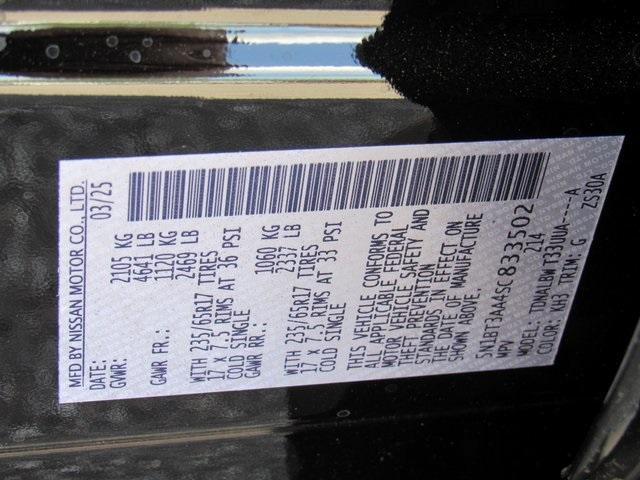 MFD BY NISSAN MOTOR CO., LTD.
DATE: 03/25
GVWR: 2105 KG
4641 LB
GAWR FR.: 1120 KG
2469 LB
WITH 235/65R17 TIRES
17 X 7.5 RIMS AT 36 PSI
COLD SINGLE
GAWR RR.: 1060 KG
2337 LB
WITH 235/65R17 TIRES
17 X 7.5 RIMS AT 33 PSI
COLD SINGLE
THIS VEHICLE CONFORMS TO
ALL APPLICABLE FEDERAL
MOTOR VEHICLE SAFETY AND
THEFT PREVENTION
STANDARDS IN EFFECT ON
THE DATE OF MANUFACTURE
SHOWN ABOVE.
5N1BT3AA4SC833502
MPV 214
MODEL: TDNALBWT33UUA----A
COLOR: KH3 TRIM: G ZS30A